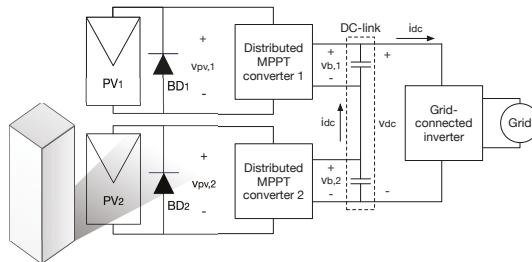 DC-link
idc
+
vpv,1
-
PV1
BD1
Distributed
MPPT
converter 1
+
vb,1
-
+
vdc
-
idc
Grid-
connected
inverter
Grid
+
vpv,2
-
PV2
BD2
Distributed
MPPT
converter 2
+
vb,2
-